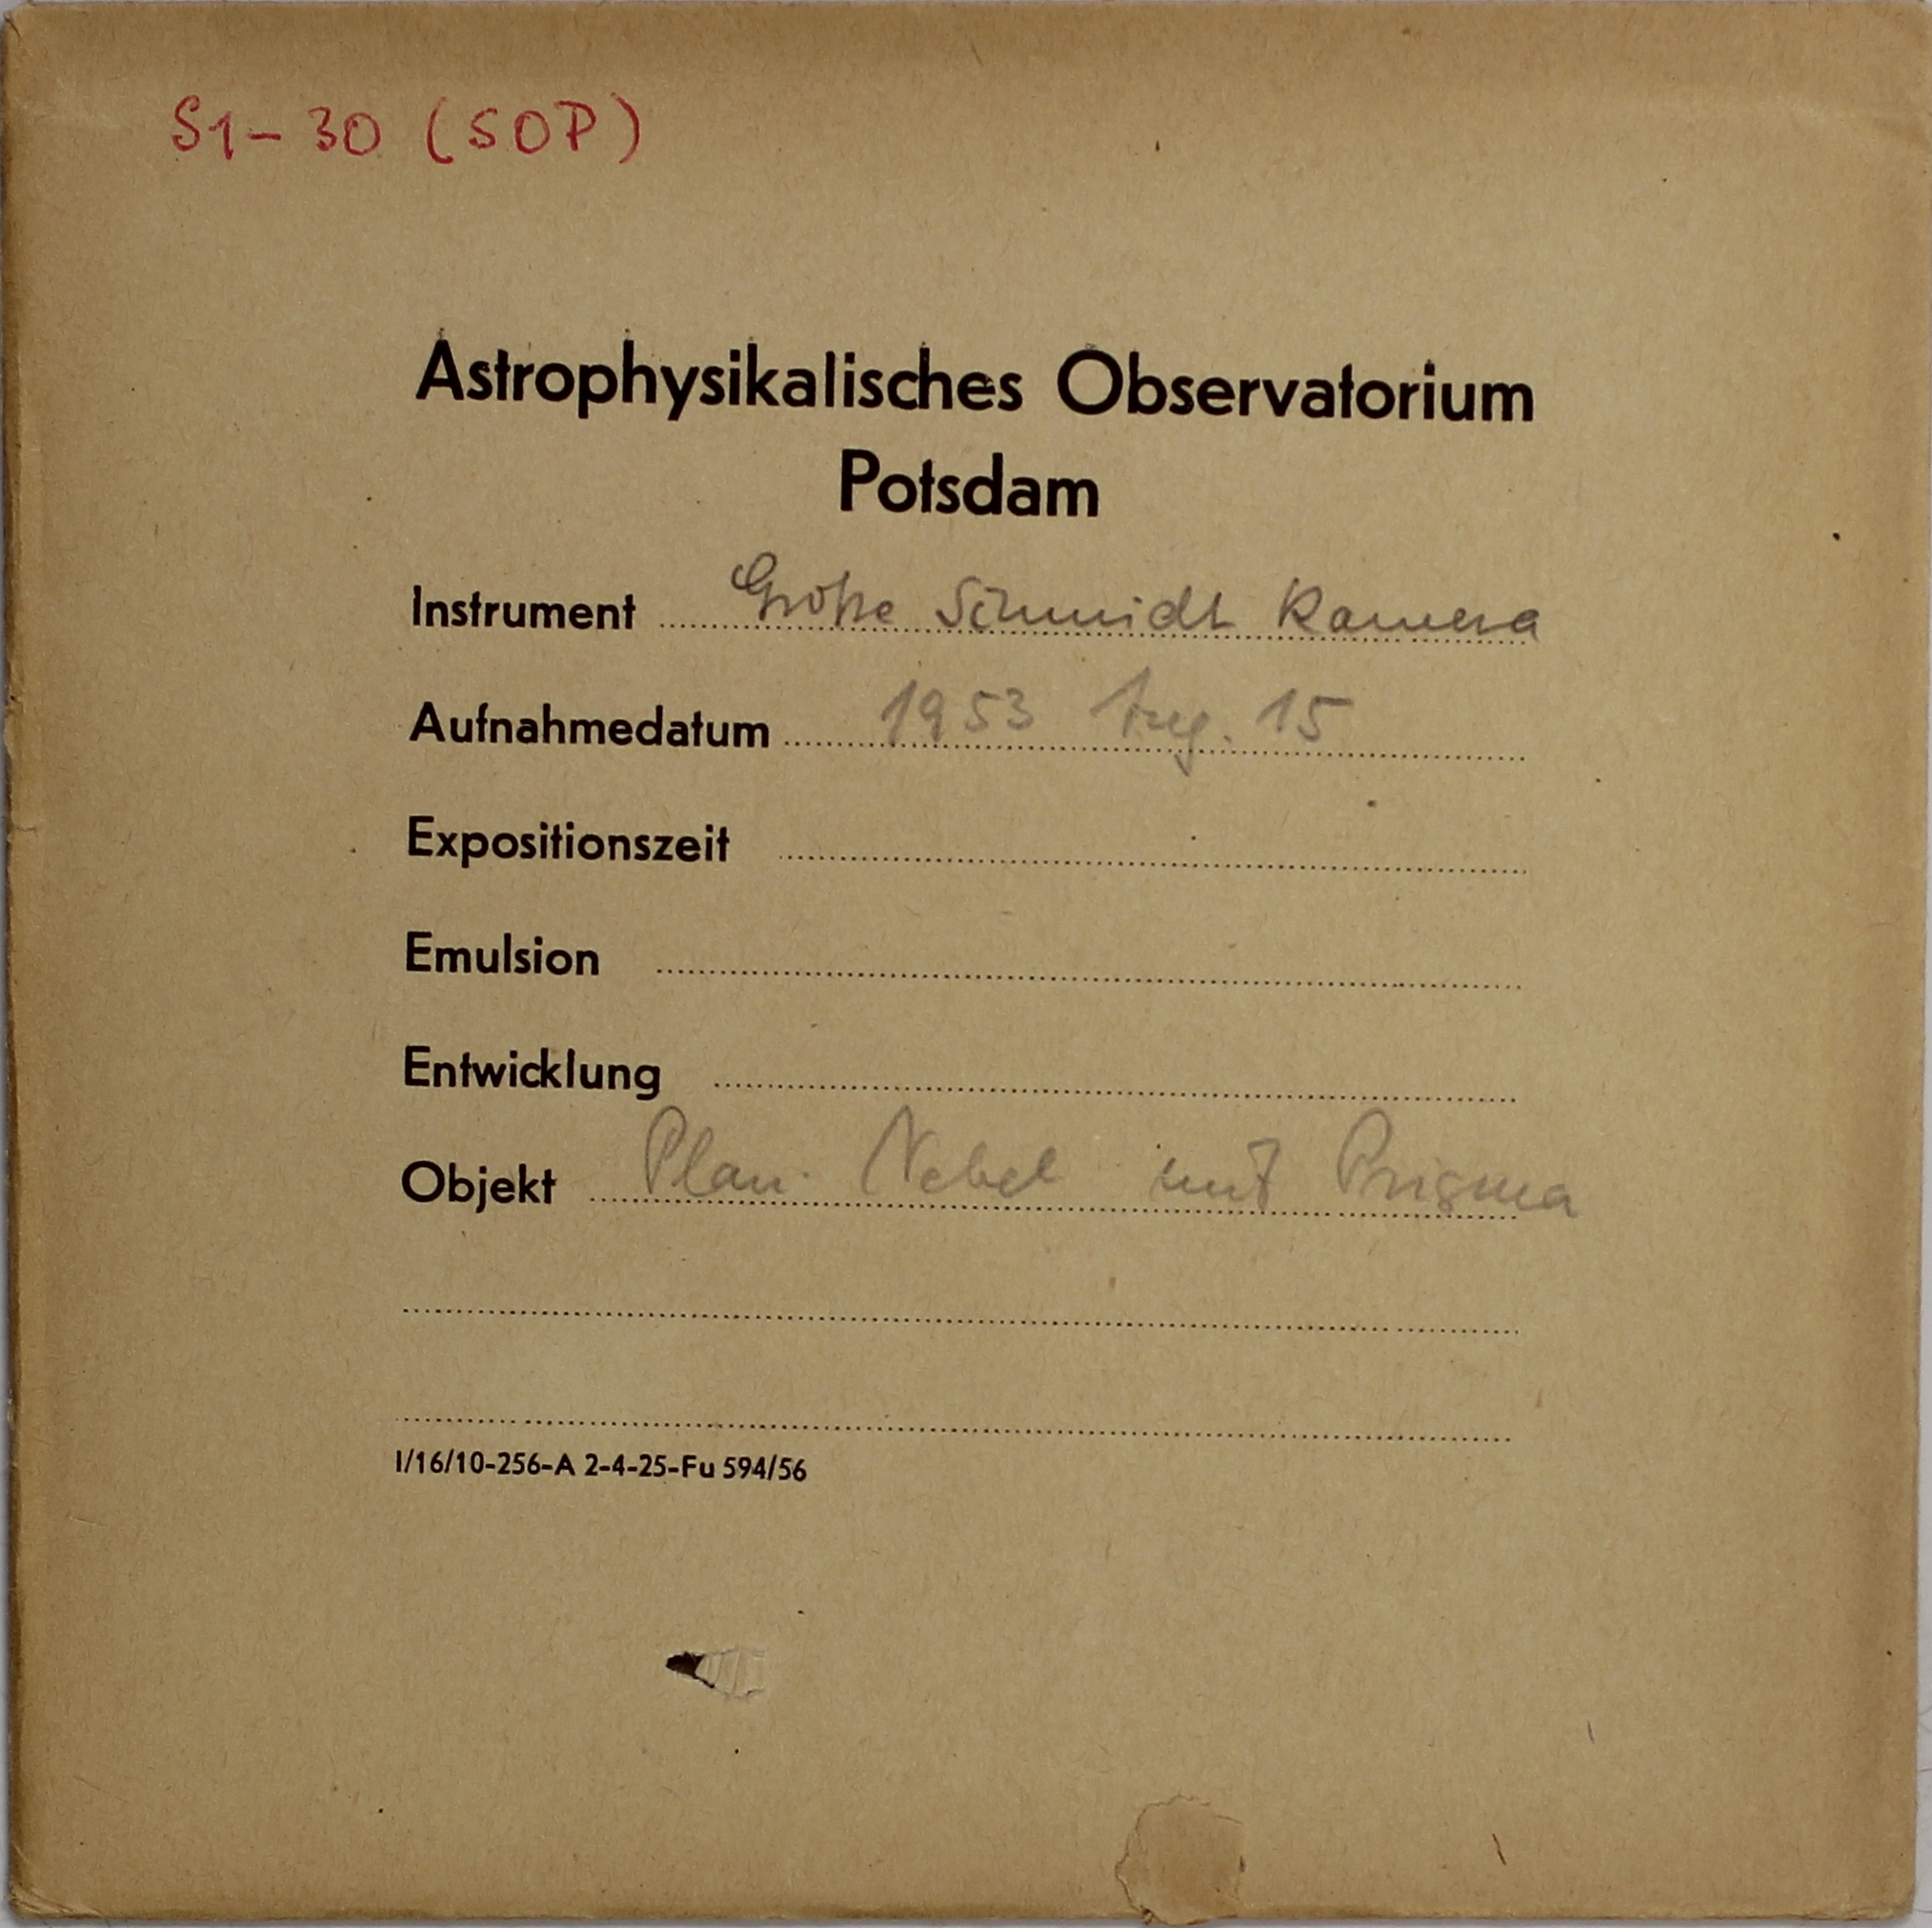 S1-30 (SOP)
Astrophysikalisches Observatorium
Potsdam
Instrument Große Schmidt Kamera
Aufnahmedatum 1953 Aug. 15
Expositionszeit
Emulsion
Entwicklung
Objekt Plan. Nebel mit Prisma
I/16/10-256-A 2-4-25-Fu 594/56